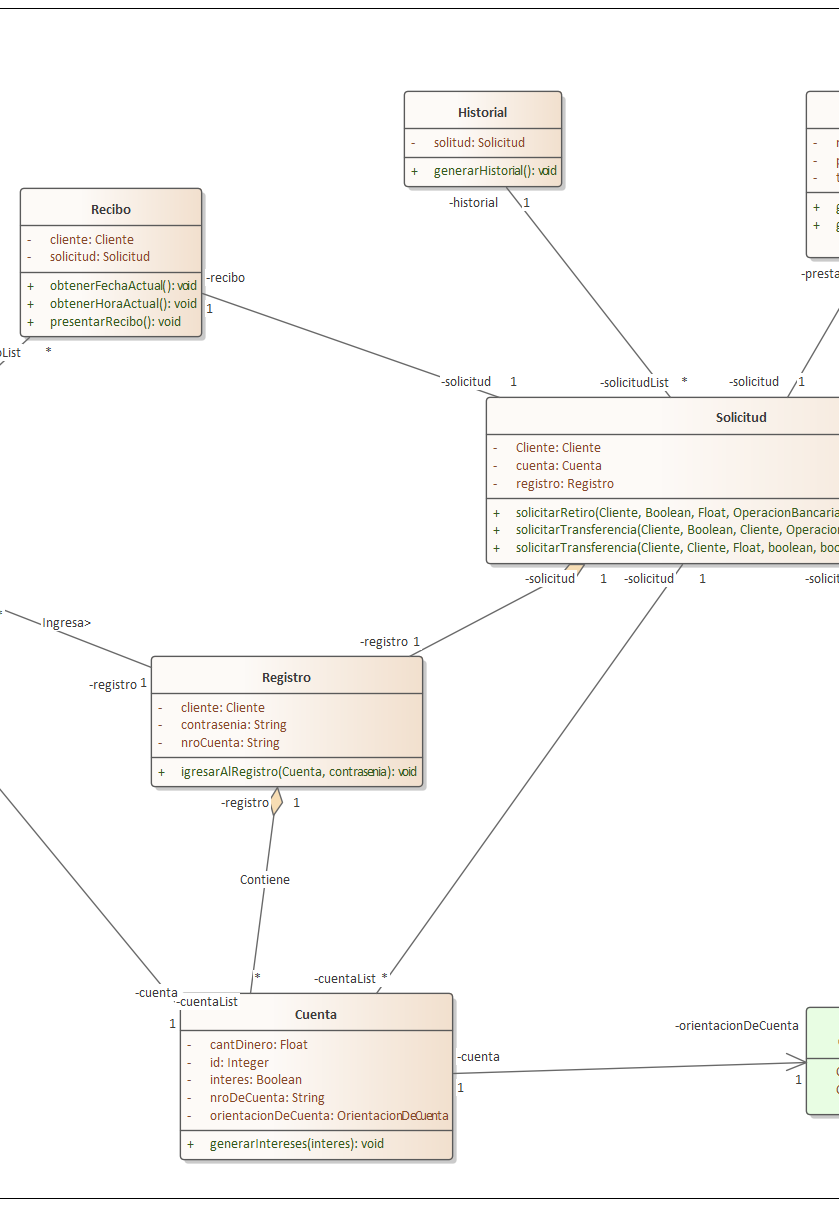 Historial
- solitud: Solicitud
+ generarHistorial(): void
-historial 1
Recibo
- cliente: Cliente
- solicitud: Solicitud
+ obtenerFechaActual(): void
+ obtenerHoraActual(): void
+ presentarRecibo(): void
-recibo
1
*
-solicitud 1
-solicitudList *
-solicitud 1
Solicitud
- Cliente: Cliente
- cuenta: Cuenta
- registro: Registro
+ solicitarRetiro(Cliente, Boolean, Float, OperacionBancaria
+ solicitarTransferencia(Cliente, Boolean, Cliente, Operacion
+ solicitarTransferencia(Cliente, Cliente, Float, boolean, boo
-solicitud 1
-solicitud 1
Ingresa>
-registro 1
-registro 1
Registro
- cliente: Cliente
- contrasenia: String
- nroCuenta: String
+ igresarAlRegistro(Cuenta, contrasenia): void
-registro 1
Contiene
*
-cuentaList *
-cuenta
-cuentaList
1
Cuenta
- cantDinero: Float
- id: Integer
- interes: Boolean
- nroDeCuenta: String
- orientacionDeCuenta: OrientacionDeCuenta
+ generarIntereses(interes): void
-cuenta
1
-orientacionDeCuenta
1